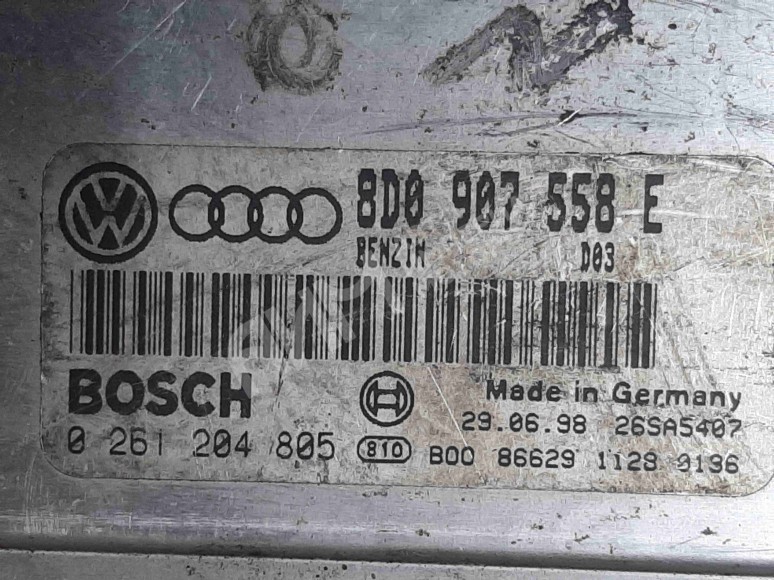 8D0 907 558 E
BENZIN D03
BOSCH
Made in Germany
0 261 204 805
29.06.98 26SA5407
810 B00 86629 1128 9196